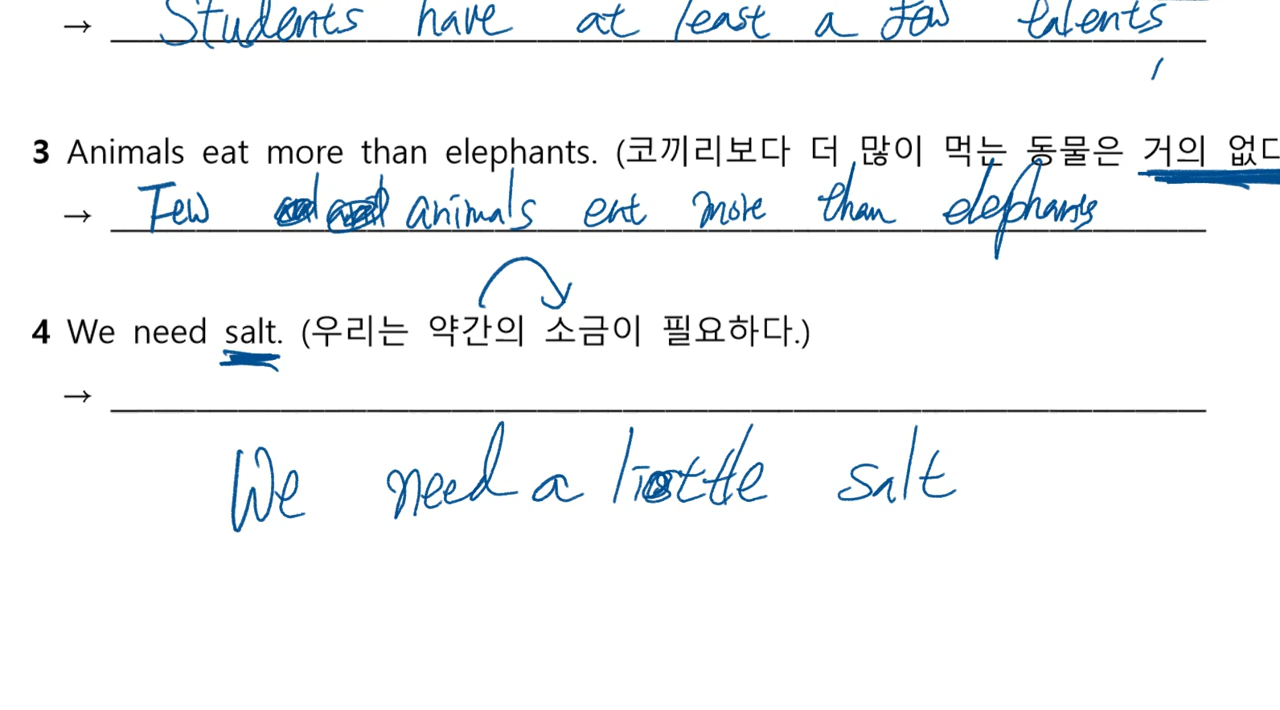 → Students have at least a few talents
3 Animals eat more than elephants. (코끼리보다 더 많이 먹는 동물은 거의 없다
→ Few animals eat more than elephants
4 We need salt. (우리는 약간의 소금이 필요하다.)
→
We need a little salt